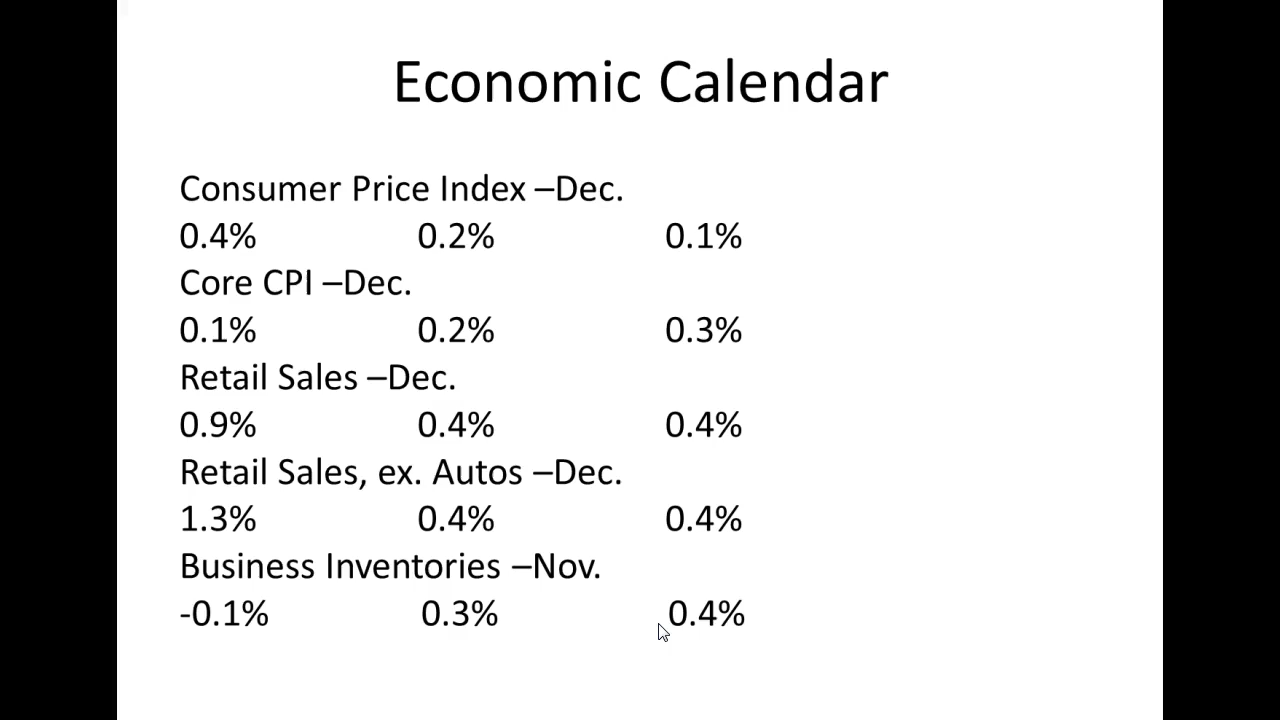 Economic Calendar
Consumer Price Index –Dec.
0.4% 0.2% 0.1%
Core CPI –Dec.
0.1% 0.2% 0.3%
Retail Sales –Dec.
0.9% 0.4% 0.4%
Retail Sales, ex. Autos –Dec.
1.3% 0.4% 0.4%
Business Inventories –Nov.
-0.1% 0.3% 0.4%